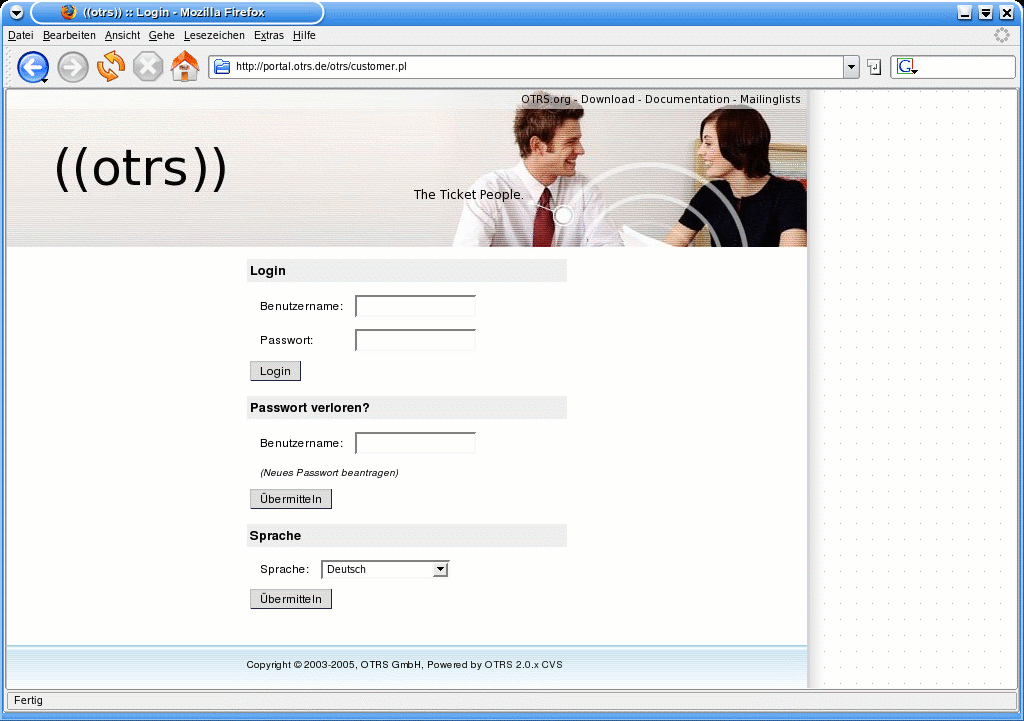 ((otrs)) :: Login - Mozilla Firefox
Datei Bearbeiten Ansicht Gehe Lesezeichen Extras Hilfe
http://portal.otrs.de/otrs/customer.pl
G
OTRS.org - Download - Documentation - Mailinglists
((otrs))
The Ticket People.
Login
Benutzername:
Passwort:
Login
Passwort verloren?
Benutzername:
(Neues Passwort beantragen)
Übermitteln
Sprache
Sprache: Deutsch
Übermitteln
Copyright © 2003-2005, OTRS GmbH, Powered by OTRS 2.0.x CVS
Fertig